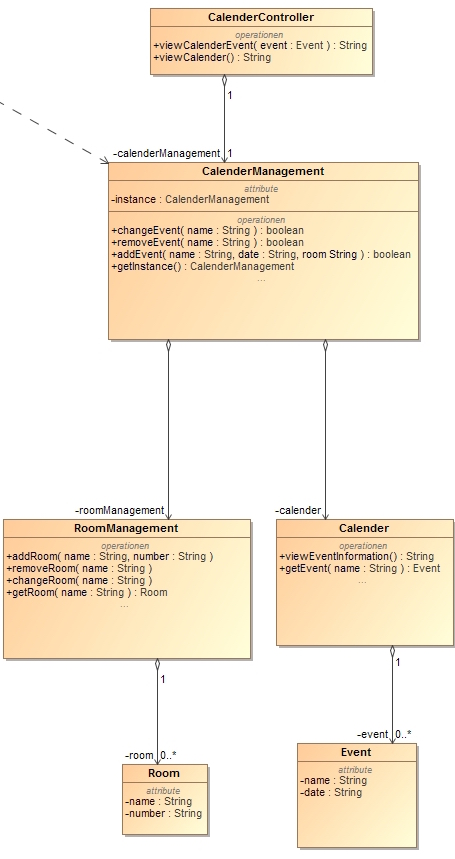 CalenderController
operationen
+viewCalenderEvent( event : Event ) : String
+viewCalender() : String
1
-calenderManagement 1
CalenderManagement
attribute
-instance : CalenderManagement
operationen
+changeEvent( name : String ) : boolean
+removeEvent( name : String ) : boolean
+addEvent( name : String, date : String, room String ) : boolean
+getInstance() : CalenderManagement
...
-roomManagement
RoomManagement
operationen
+addRoom( name : String, number : String )
+removeRoom( name : String )
+changeRoom( name : String )
+getRoom( name : String ) : Room
...
-calender
Calender
operationen
+viewEventInformation() : String
+getEvent( name : String ) : Event
...
1
-room 0..*
Room
attribute
-name : String
-number : String
1
-event 0..*
Event
attribute
-name : String
-date : String